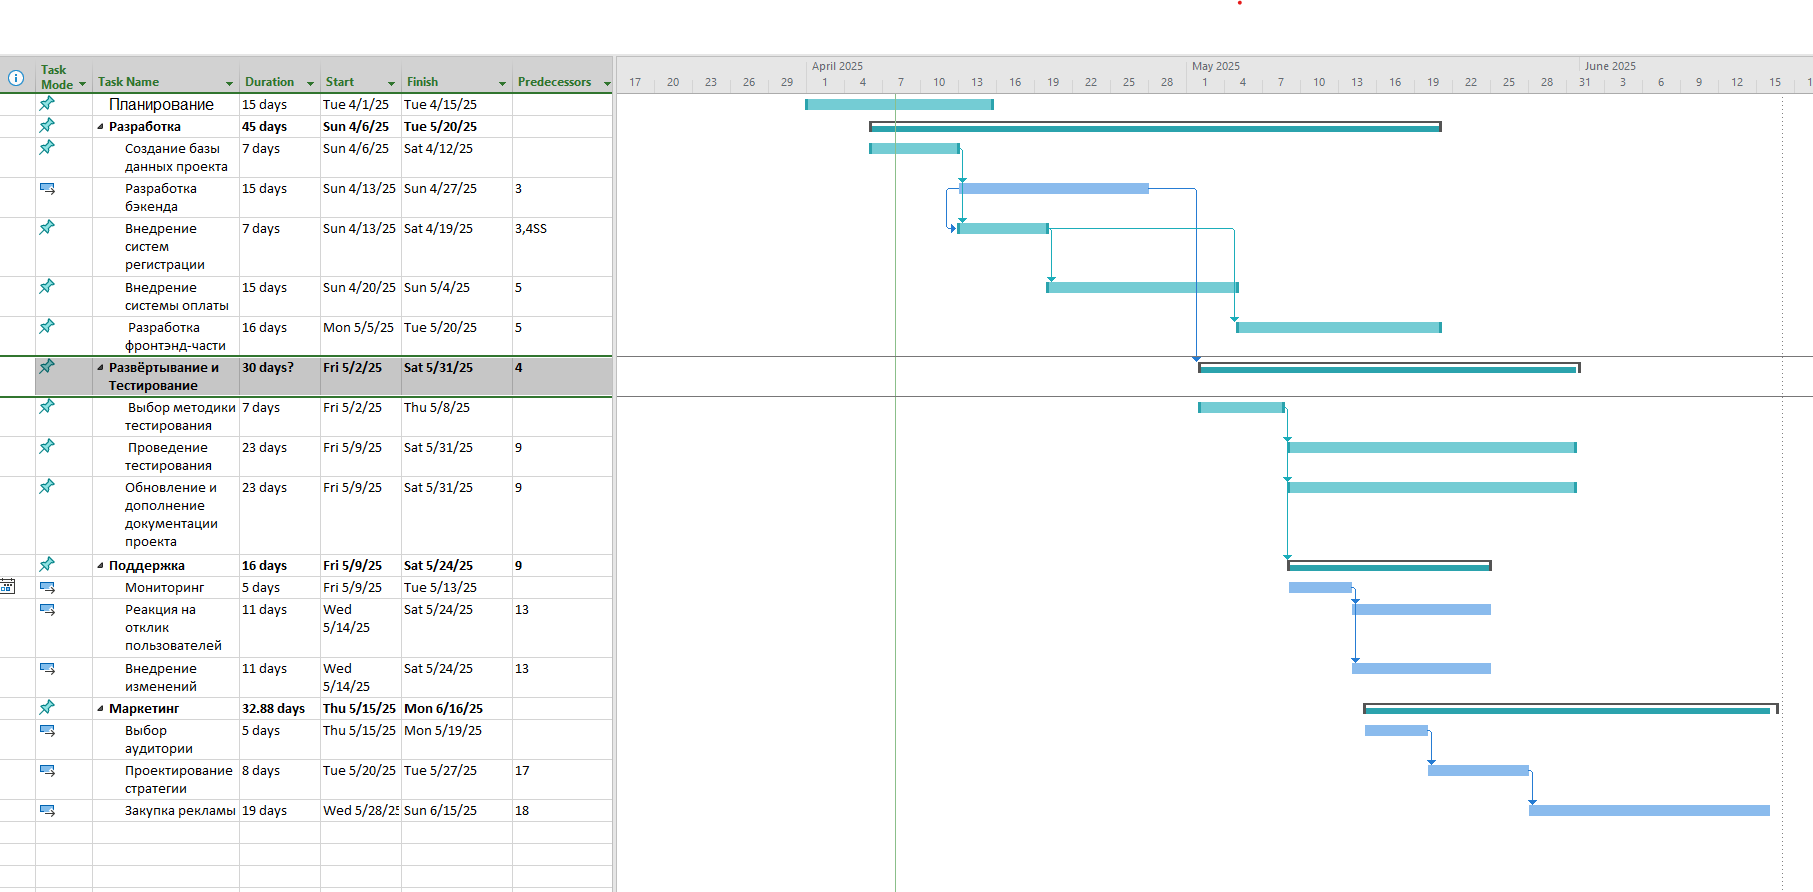 April 2025 May 2025 June 2025
Task Mode Task Name Duration Start Finish Predecessors 17 20 23 26 29 1 4 7 10 13 16 19 22 25 28 1 4 7 10 13 16 19 22 25 28 31 3 6 9 12 15 1
Планирование 15 days Tue 4/1/25 Tue 4/15/25
Разработка 45 days Sun 4/6/25 Tue 5/20/25
Создание базы 7 days Sun 4/6/25 Sat 4/12/25
данных проекта
Разработка 15 days Sun 4/13/25 Sun 4/27/25 3
бэкенда
Внедрение 7 days Sun 4/13/25 Sat 4/19/25 3,4SS
систем
регистрации
Внедрение 15 days Sun 4/20/25 Sun 5/4/25 5
системы оплаты
Разработка 16 days Mon 5/5/25 Tue 5/20/25 5
фронтэнд-части
Развёртывание и 30 days? Fri 5/2/25 Sat 5/31/25 4
Тестирование
Выбор методики 7 days Fri 5/2/25 Thu 5/8/25
тестирования
Проведение 23 days Fri 5/9/25 Sat 5/31/25 9
тестирования
Обновление и 23 days Fri 5/9/25 Sat 5/31/25 9
дополнение
документации
проекта
Поддержка 16 days Fri 5/9/25 Sat 5/24/25 9
Мониторинг 5 days Fri 5/9/25 Tue 5/13/25
Реакция на 11 days Wed Sat 5/24/25 13
отклик 5/14/25
пользователей
Внедрение 11 days Wed Sat 5/24/25 13
изменений 5/14/25
Маркетинг 32.88 days Thu 5/15/25 Mon 6/16/25
Выбор 5 days Thu 5/15/25 Mon 5/19/25
аудитории
Проектирование 8 days Tue 5/20/25 Tue 5/27/25 17
стратегии
Закупка рекламы 19 days Wed 5/28/25 Sun 6/15/25 18